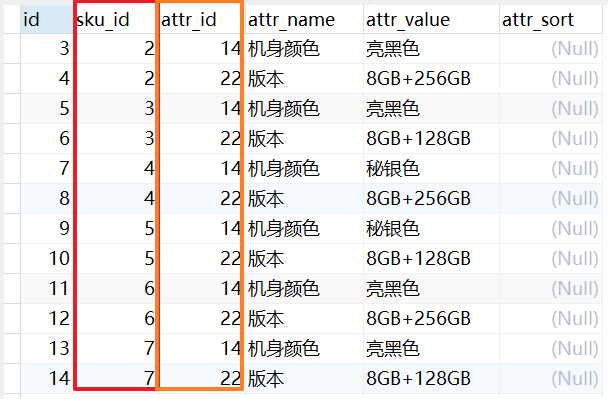 id sku_id attr_id attr_name attr_value attr_sort
3 2 14 机身颜色 亮黑色 (Null)
4 2 22 版本 8GB+256GB (Null)
5 3 14 机身颜色 亮黑色 (Null)
6 3 22 版本 8GB+128GB (Null)
7 4 14 机身颜色 秘银色 (Null)
8 4 22 版本 8GB+256GB (Null)
9 5 14 机身颜色 秘银色 (Null)
10 5 22 版本 8GB+128GB (Null)
11 6 14 机身颜色 亮黑色 (Null)
12 6 22 版本 8GB+256GB (Null)
13 7 14 机身颜色 亮黑色 (Null)
14 7 22 版本 8GB+128GB (Null)